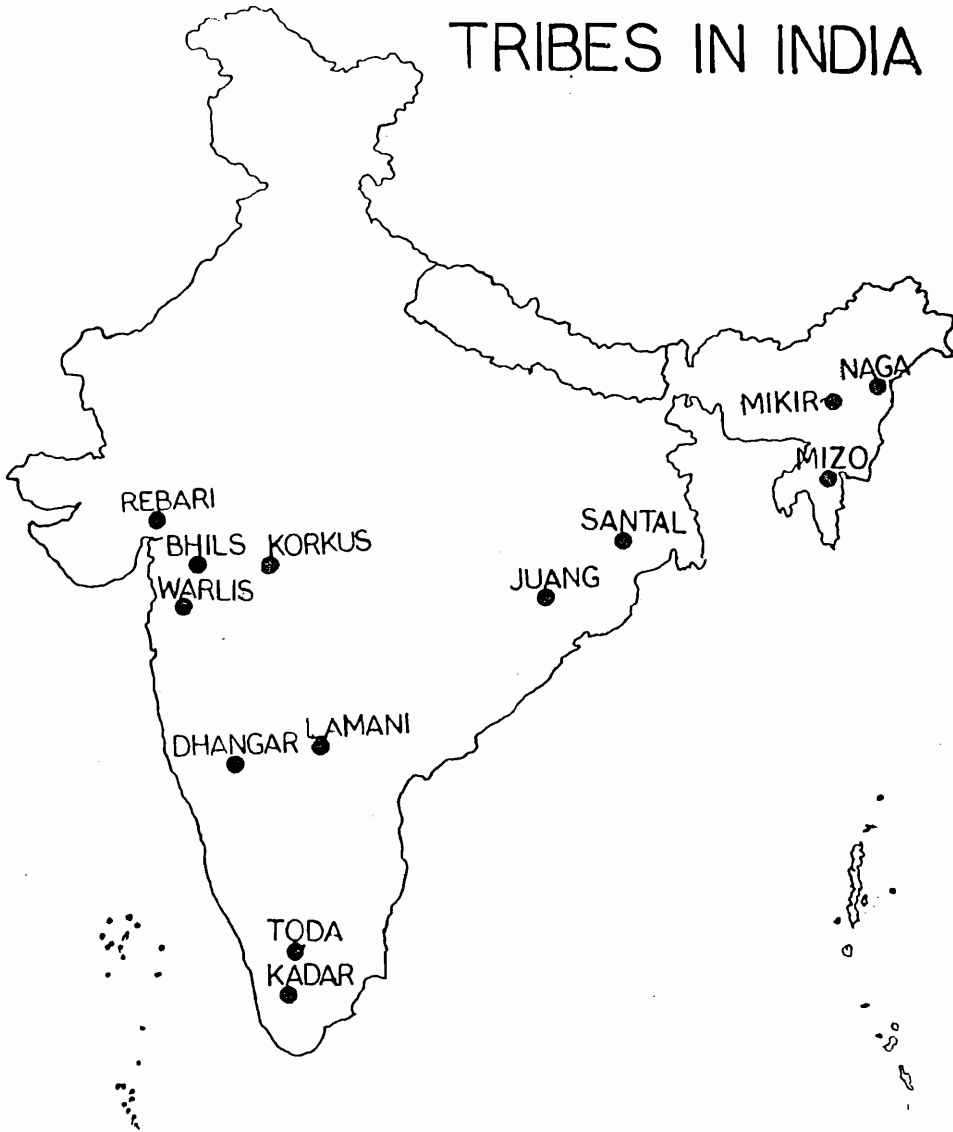 TRIBES IN INDIA
NAGA
MIKIR
MIZO
REBARI
SANTAL
BHILS
KORKUS
JUANG
WARLIS
LAMANI
DHANGAR
TODA
KADAR